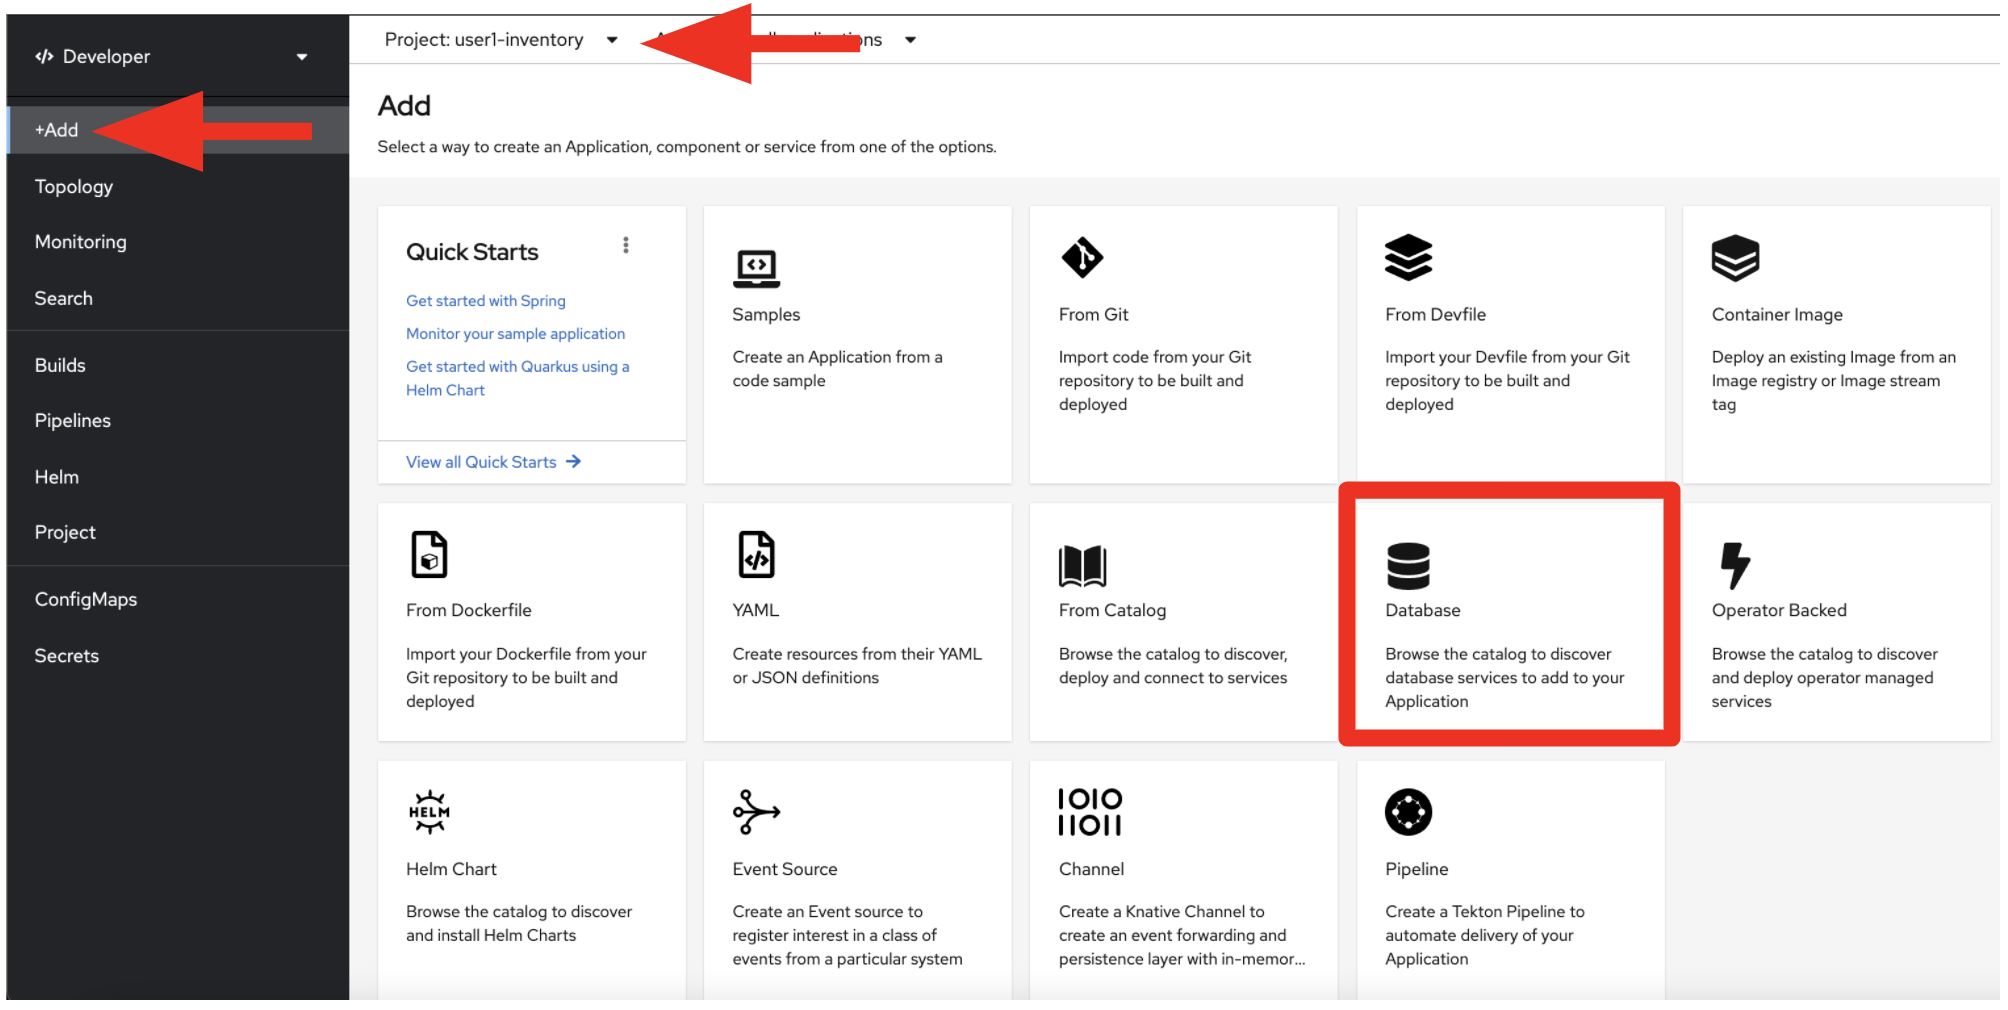 Developer
Project: user1-inventory
+Add
Topology
Monitoring
Search
Builds
Pipelines
Helm
Project
ConfigMaps
Secrets
Add
Select a way to create an Application, component or service from one of the options.
Quick Starts
Get started with Spring
Monitor your sample application
Get started with Quarkus using a
Helm Chart
View all Quick Starts
Samples
Create an Application from a
code sample
From Git
Import code from your Git
repository to be built and
deployed
From Devfile
Import your Devfile from your Git
repository to be built and
deployed
Container Image
Deploy an existing Image from an
Image registry or Image stream
tag
From Dockerfile
Import your Dockerfile from your
Git repository to be built and
deployed
YAML
Create resources from their YAML
or JSON definitions
From Catalog
Browse the catalog to discover,
deploy and connect to services
Database
Browse the catalog to discover
database services to add to your
Application
Operator Backed
Browse the catalog to discover
and deploy operator managed
services
HELM
Helm Chart
Browse the catalog to discover
and install Helm Charts
Event Source
Create an Event source to
register interest in a class of
events from a particular system
1010
11011
Channel
Create a Knative Channel to
create an event forwarding and
persistence layer with in-memor...
Pipeline
Create a Tekton Pipeline to
automate delivery of your
Application